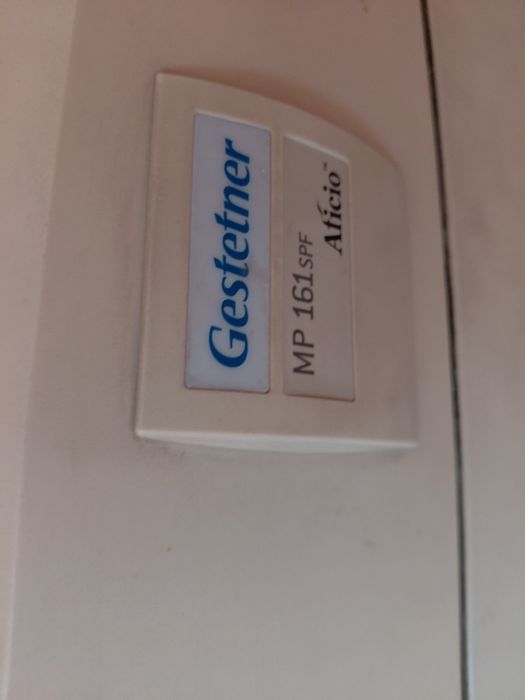 Gestetner
MP 161SPF
Aficio™